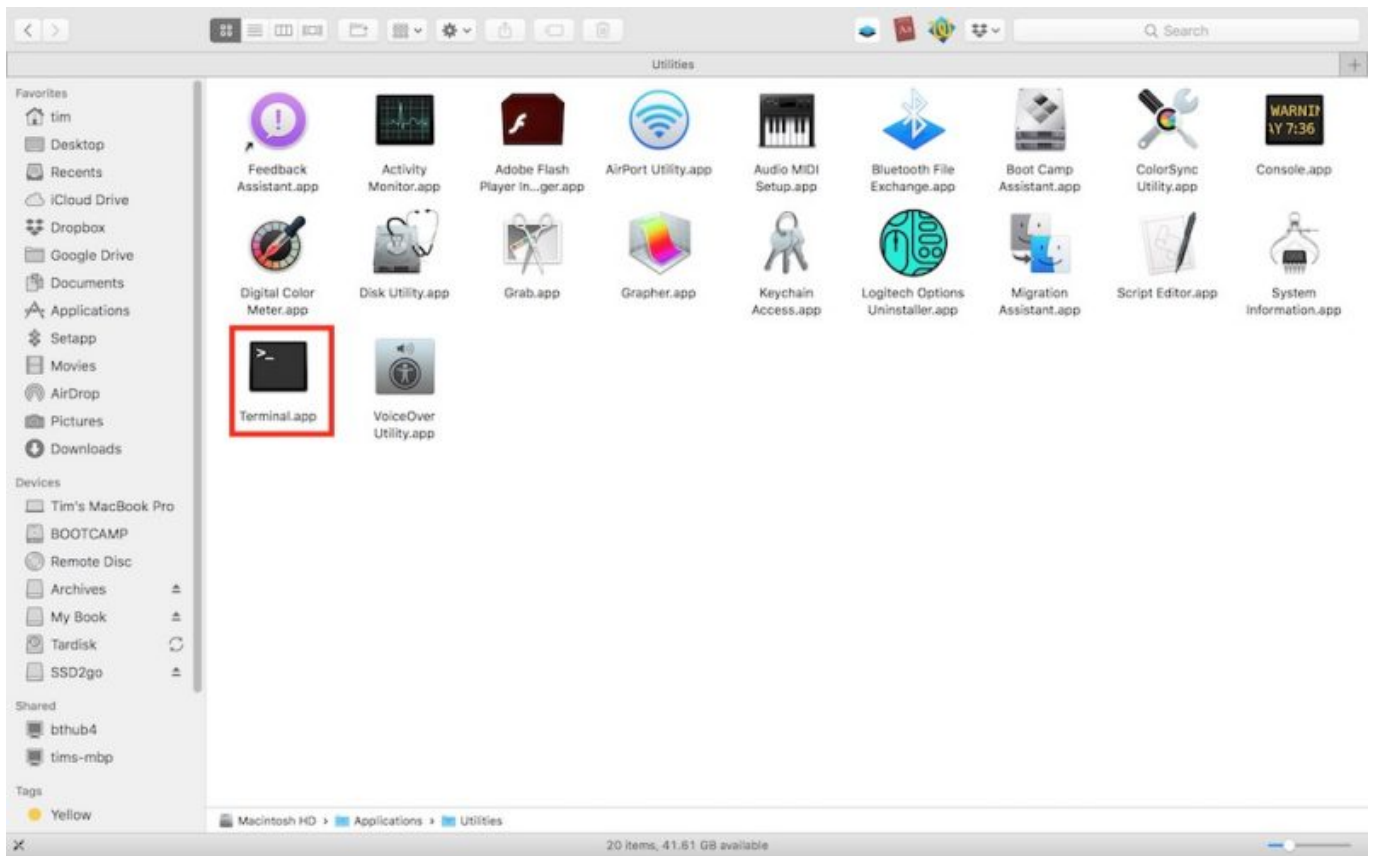 Search
Utilities
Favorites
tim
Desktop
Recents
iCloud Drive
Dropbox
Google Drive
Documents
Applications
Setapp
Movies
AirDrop
Pictures
Downloads
Devices
Tim's MacBook Pro
BOOTCAMP
Remote Disc
Archives
My Book
Tardisk
SSD2go
Shared
bthub4
tims-mbp
Tags
Yellow
Feedback
Assistant.app
Activity
Monitor.app
Adobe Flash
Player In...ger.app
AirPort Utility.app
Audio MIDI
Setup.app
Bluetooth File
Exchange.app
Boot Camp
Assistant.app
ColorSync
Utility.app
WARNIN
AY 7:36
Console.app
Digital Color
Meter.app
Disk Utility.app
Grab.app
Grapher.app
Keychain
Access.app
Logitech Options
Uninstaller.app
Migration
Assistant.app
Script Editor.app
System
Information.app
>_
Terminal.app
VoiceOver
Utility.app
Macintosh HD › Applications › Utilities
20 items, 41.61 GB available